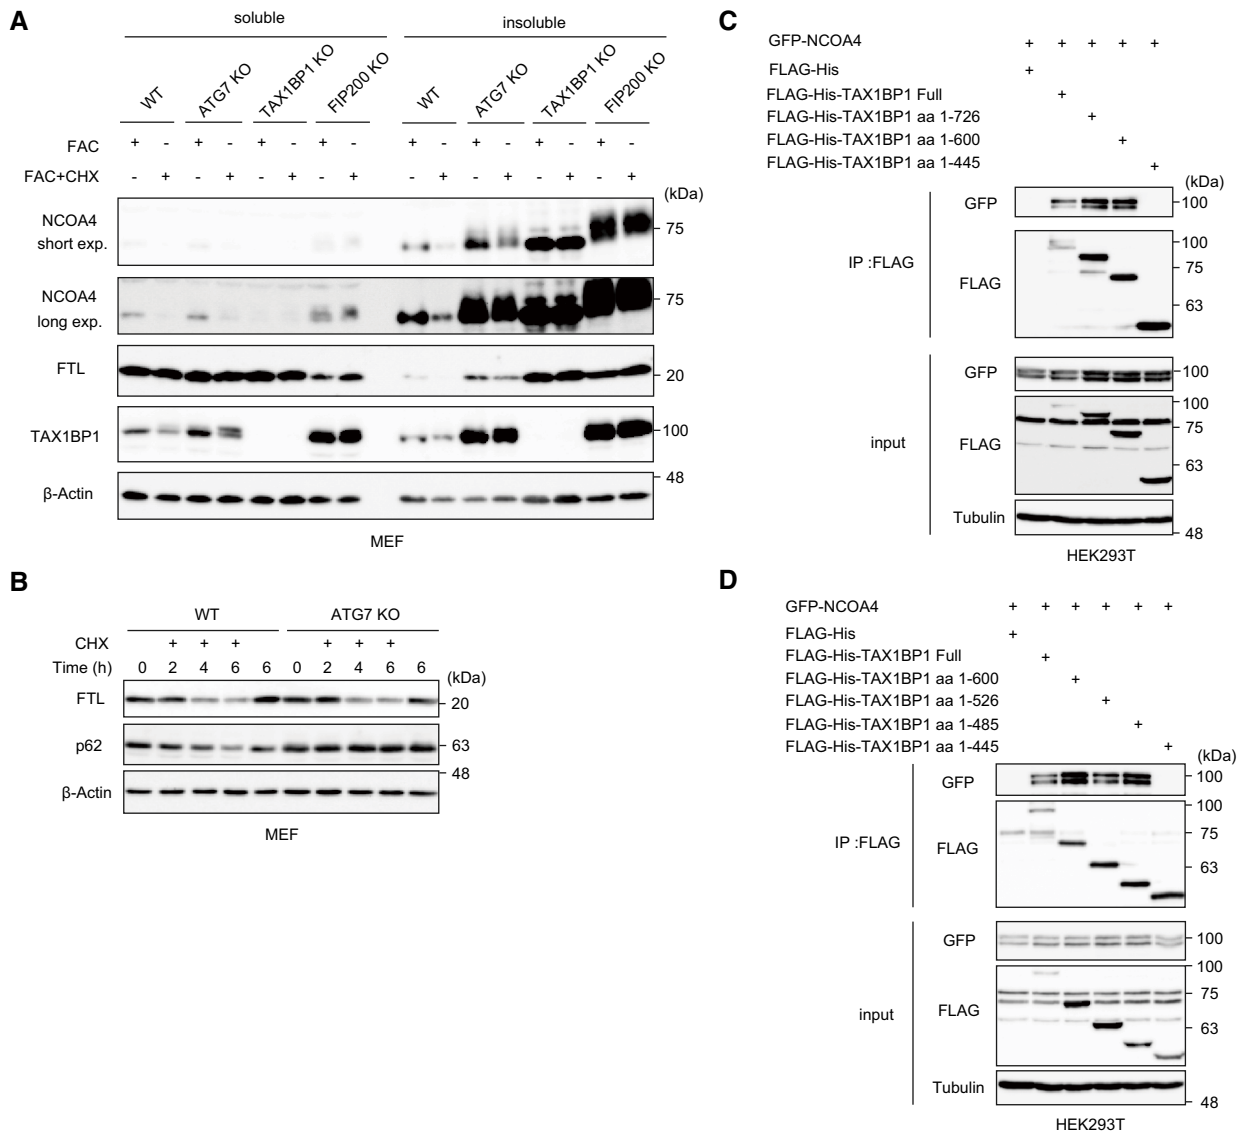 A
soluble
insoluble
WT
ATG7 KO
TAX1BP1 KO
FIP200 KO
WT
ATG7 KO
TAX1BP1 KO
FIP200 KO
FAC + - + - + - + - + - + - + - + -
FAC+CHX - + - + - + - + - + - + - + - +
(kDa)
NCOA4
short exp.
75
NCOA4
long exp.
75
FTL
20
TAX1BP1
100
48
β-Actin
MEF
B
WT
ATG7 KO
CHX + + + + + +
Time (h) 0 2 4 6 6 0 2 4 6 6
(kDa)
FTL
20
p62
63
48
β-Actin
MEF
C
GFP-NCOA4 + + + + +
FLAG-His +
FLAG-His-TAX1BP1 Full +
FLAG-His-TAX1BP1 aa 1-726 +
FLAG-His-TAX1BP1 aa 1-600 +
FLAG-His-TAX1BP1 aa 1-445 +
(kDa)
IP :FLAG
GFP
100
FLAG
100
75
63
input
GFP
100
FLAG
100
75
63
Tubulin
48
HEK293T
D
GFP-NCOA4 + + + + + +
FLAG-His +
FLAG-His-TAX1BP1 Full +
FLAG-His-TAX1BP1 aa 1-600 +
FLAG-His-TAX1BP1 aa 1-526 +
FLAG-His-TAX1BP1 aa 1-485 +
FLAG-His-TAX1BP1 aa 1-445 +
(kDa)
IP :FLAG
GFP
100
FLAG
100
75
63
input
GFP
100
FLAG
100
75
63
Tubulin
48
HEK293T